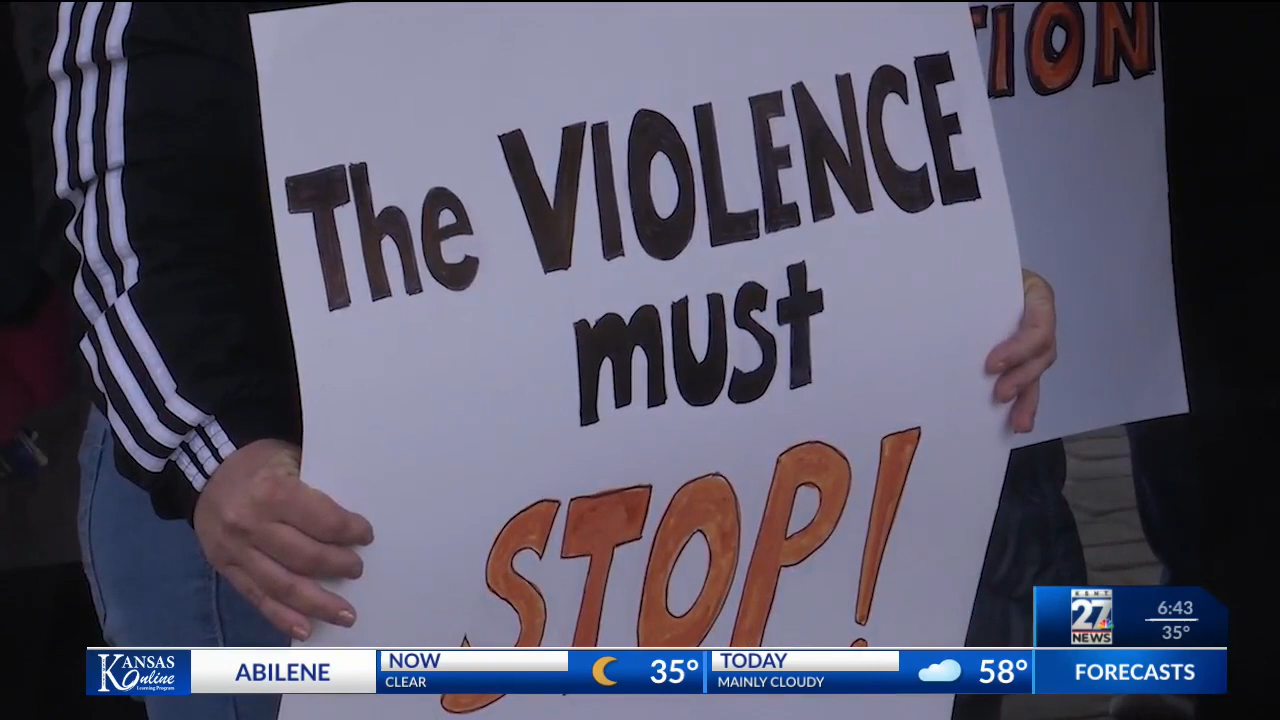 The VIOLENCE
must
STOP!
TION
KSNT
27
NEWS
6:43
35°
KANSAS
Online
Learning Program
ABILENE
NOW
CLEAR
35°
TODAY
MAINLY CLOUDY
58°
FORECASTS